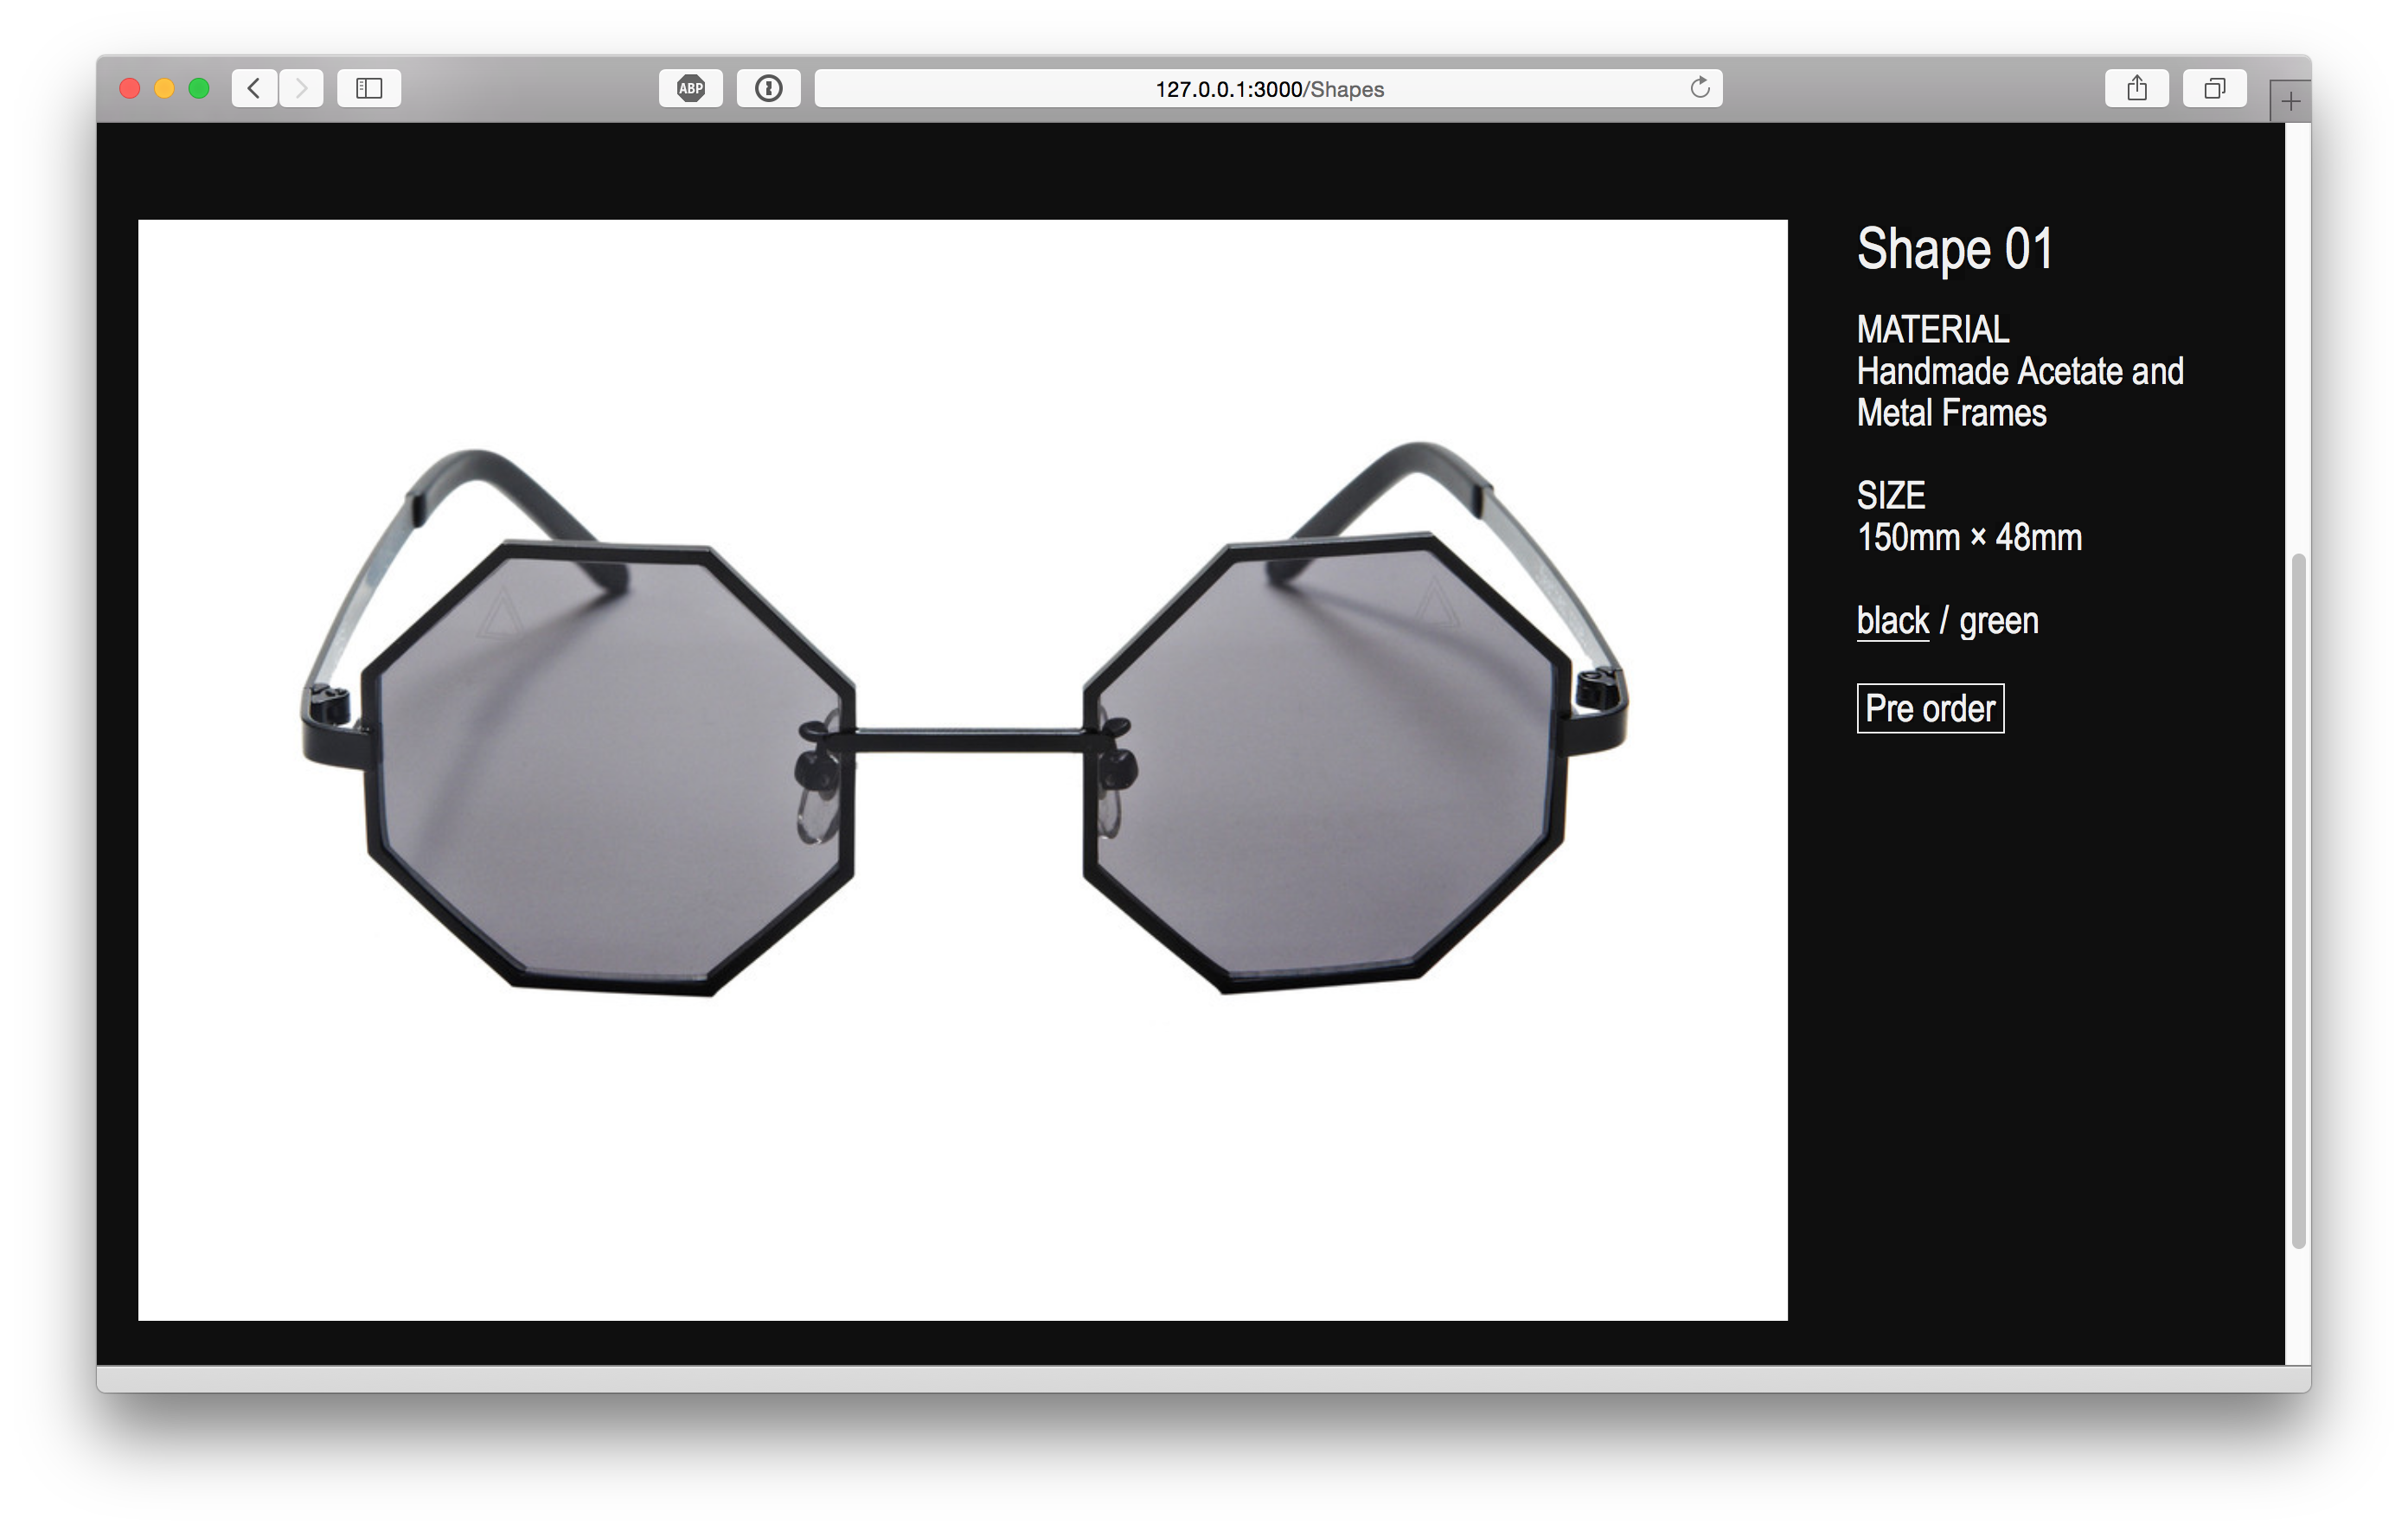 ABP
127.0.0.1:3000/Shapes
Shape 01
MATERIAL
Handmade Acetate and
Metal Frames
SIZE
150mm × 48mm
black / green
Pre order